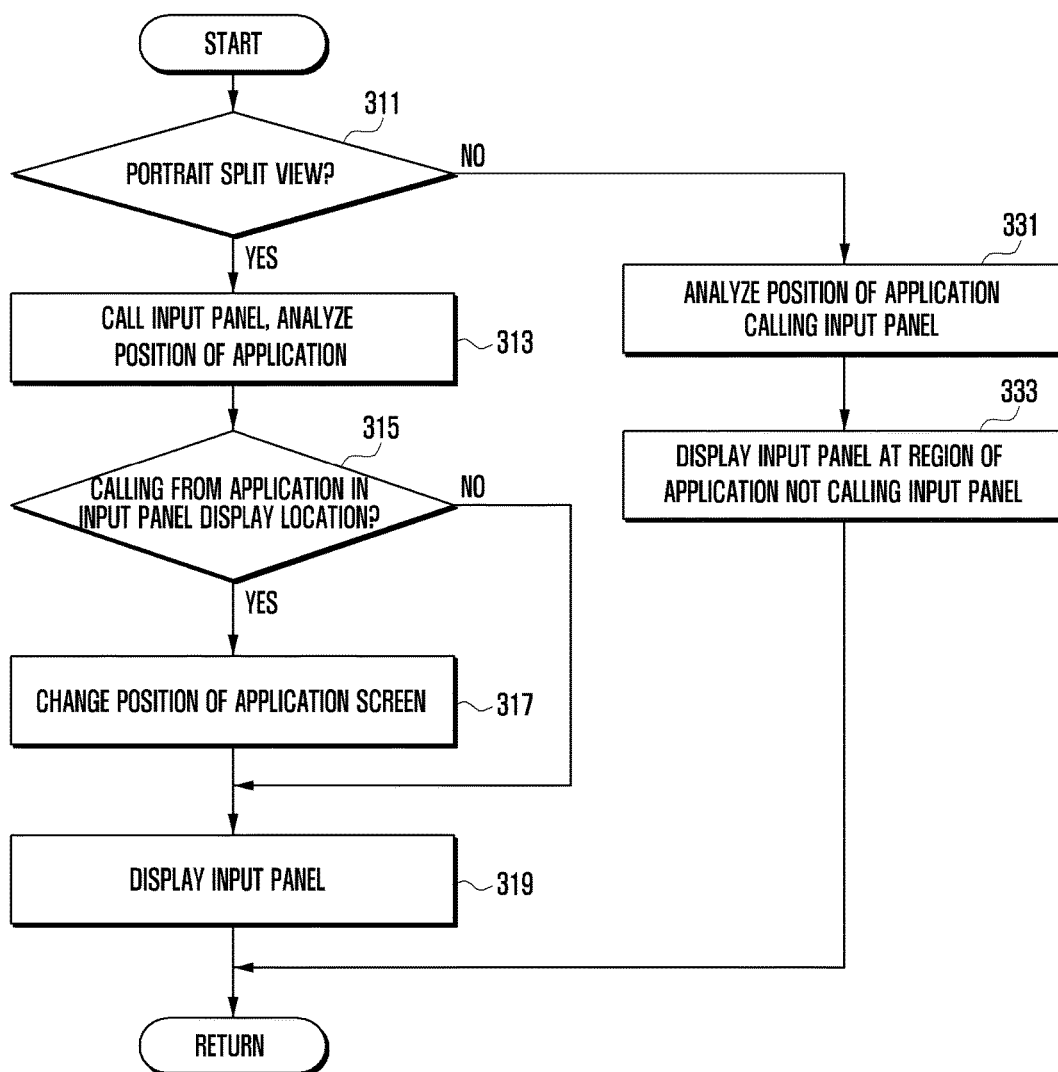 START
311
PORTRAIT SPLIT VIEW?
NO
YES
331
ANALYZE POSITION OF APPLICATION
CALLING INPUT PANEL
CALL INPUT PANEL, ANALYZE
POSITION OF APPLICATION
313
333
DISPLAY INPUT PANEL AT REGION OF
APPLICATION NOT CALLING INPUT PANEL
315
CALLING FROM APPLICATION IN
INPUT PANEL DISPLAY LOCATION?
NO
YES
CHANGE POSITION OF APPLICATION SCREEN
317
DISPLAY INPUT PANEL
319
RETURN